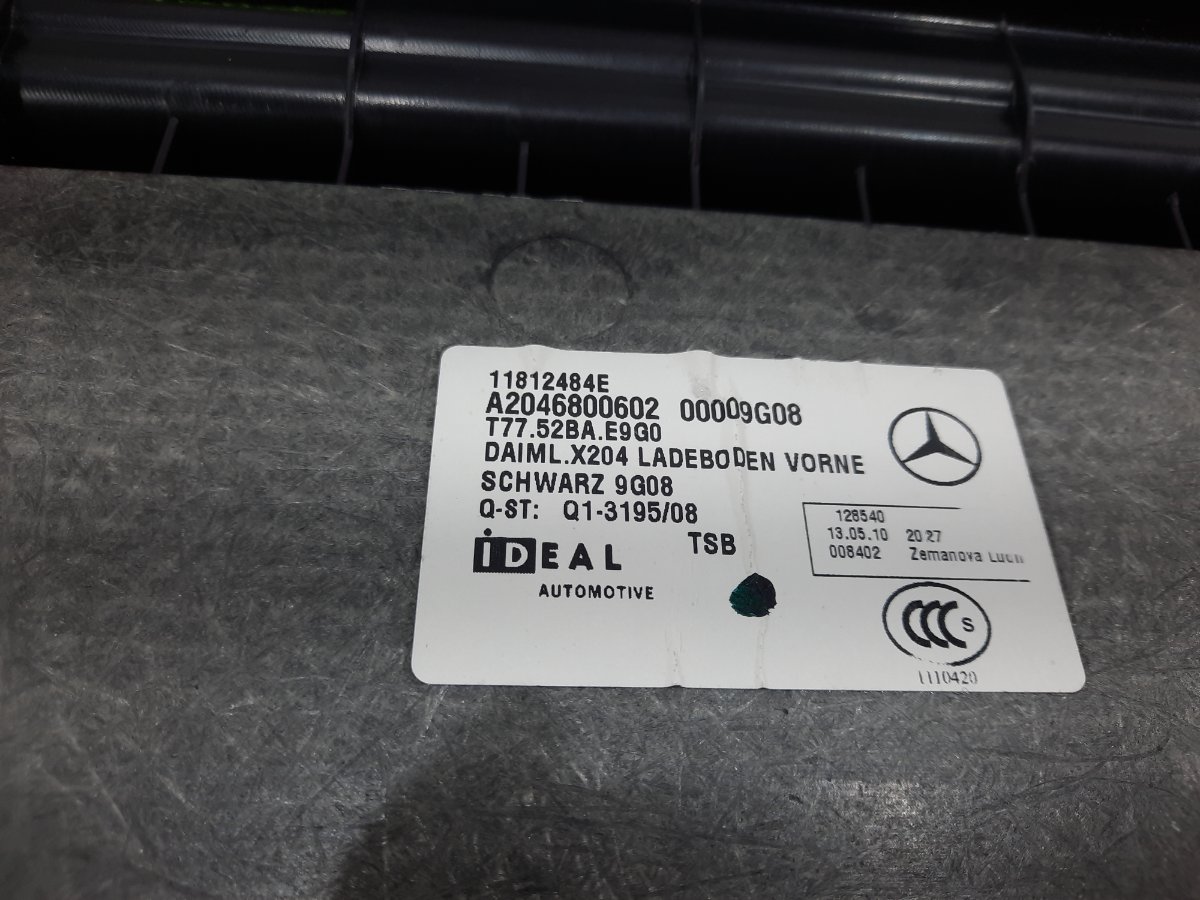 11812484E
A2046800602 00009G08
T77.52BA.E9G0
DAIML.X204 LADEBODEN VORNE
SCHWARZ 9G08
Q-ST: Q1-3195/08
TSB
iDEAL
AUTOMOTIVE
128540
13.05.10 20:27
008402 Zemanova
CCC S
1110420